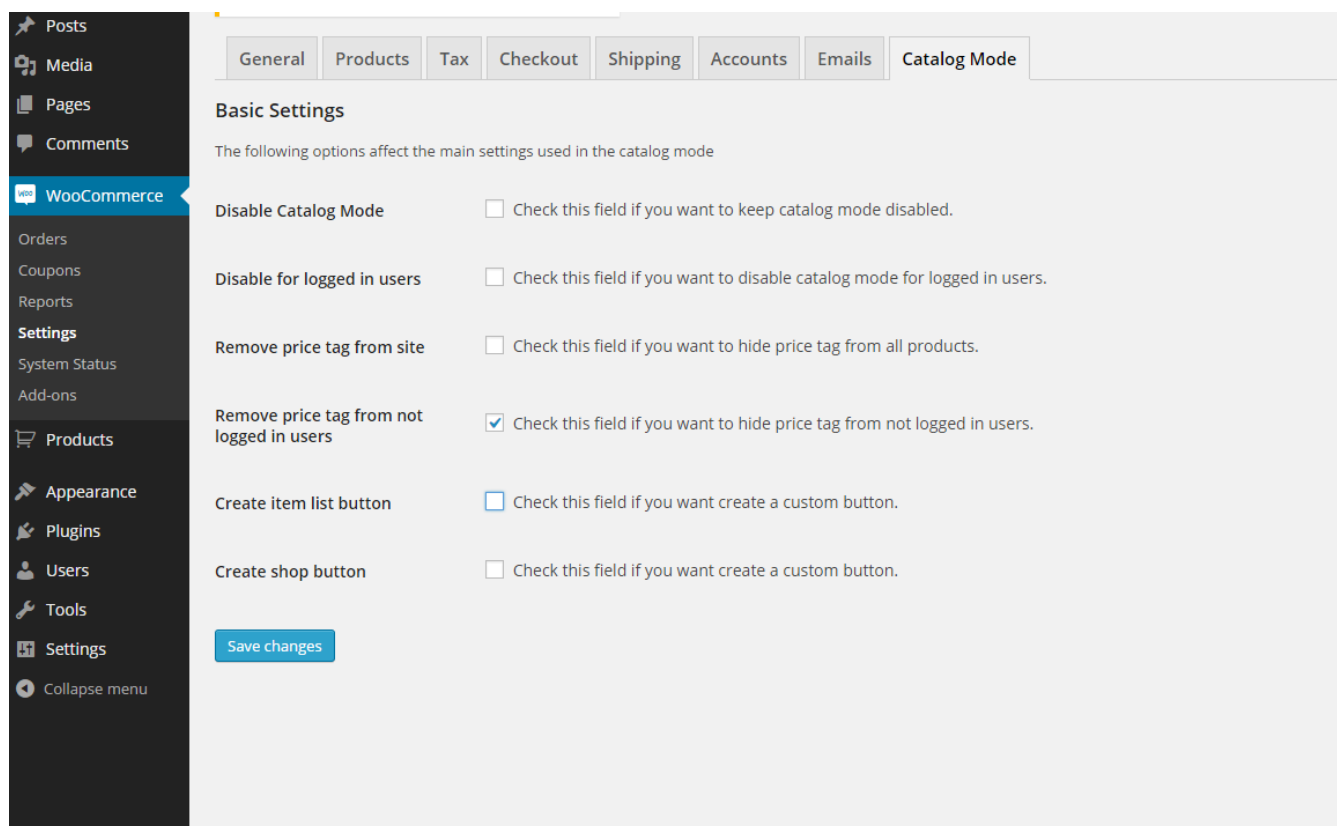 Posts
Media
Pages
Comments
WOO WooCommerce
Orders
Coupons
Reports
Settings
System Status
Add-ons
Products
Appearance
Plugins
Users
Tools
Settings
Collapse menu
General Products Tax Checkout Shipping Accounts Emails Catalog Mode
Basic Settings
The following options affect the main settings used in the catalog mode
Disable Catalog Mode Check this field if you want to keep catalog mode disabled.
Disable for logged in users Check this field if you want to disable catalog mode for logged in users.
Remove price tag from site Check this field if you want to hide price tag from all products.
Remove price tag from not
logged in users Check this field if you want to hide price tag from not logged in users.
Create item list button Check this field if you want create a custom button.
Create shop button Check this field if you want create a custom button.
Save changes